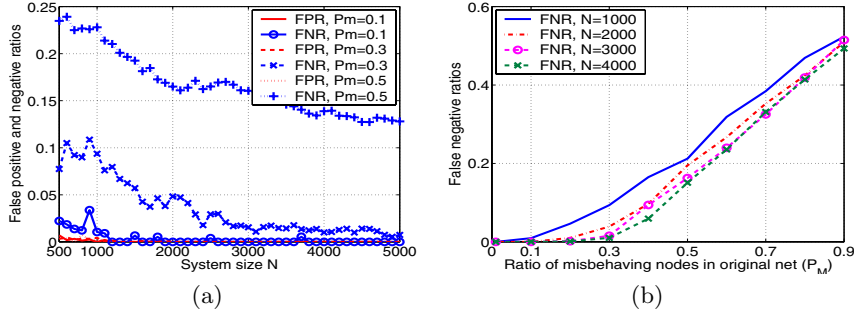 False positive and negative ratios
0.25
0.2
0.15
0.1
0.05
0
500
1000
2000
3000
4000
5000
System size N
FPR, Pm=0.1
FNR, Pm=0.1
FPR, Pm=0.3
FNR, Pm=0.3
FPR, Pm=0.5
FNR, Pm=0.5
(a)
False negative ratios
0.6
0.4
0.2
0
0
0.1
0.3
0.5
0.7
0.9
Ratio of misbehaving nodes in original net (P_M)
FNR, N=1000
FNR, N=2000
FNR, N=3000
FNR, N=4000
(b)